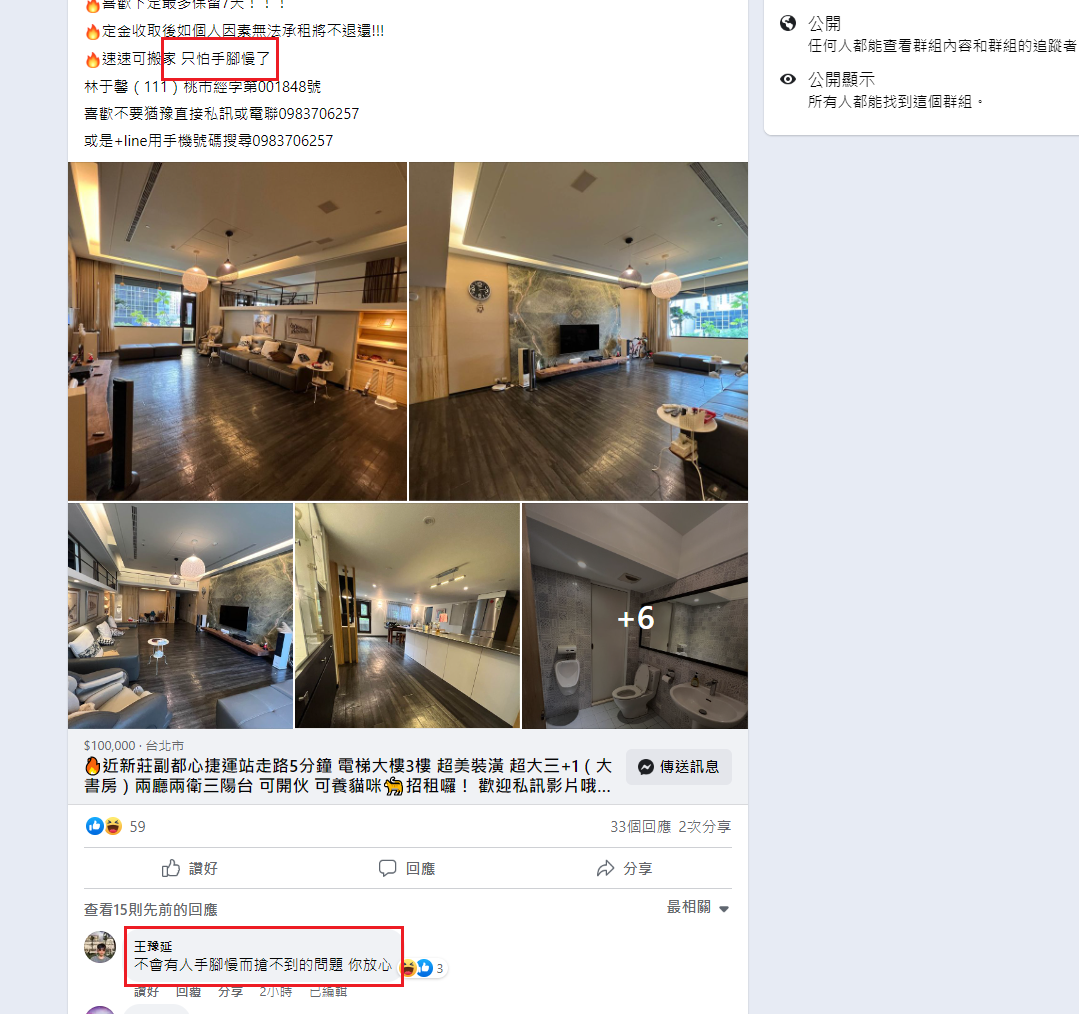 🔥喜歡下定最多保留7天！！！
🔥定金收取後如個人因素無法承租將不退還!!!
🔥速速可搬家 只怕手腳慢了
林于馨（111）桃市經字第001848號
喜歡不要猶豫直接私訊或電聯0983706257
或是+line用手機號碼搜尋0983706257
公開
任何人都能查看群組內容和群組的追蹤者
公開顯示
所有人都能找到這個群組。
+6
$100,000 · 台北市
🔥近新莊副都心捷運站走路5分鐘 電梯大樓3樓 超美裝潢 超大三+1（大
書房）兩廳兩衛三陽台 可開伙 可養貓咪🐈招租囉！ 歡迎私訊影片哦...
傳送訊息
59
33個回應 2次分享
讚好
回應
分享
查看15則先前的回應
最相關
王豫延
不會有人手腳慢而搶不到的問題 你放心
3
讚好 回覆 分享 2小時 已編輯